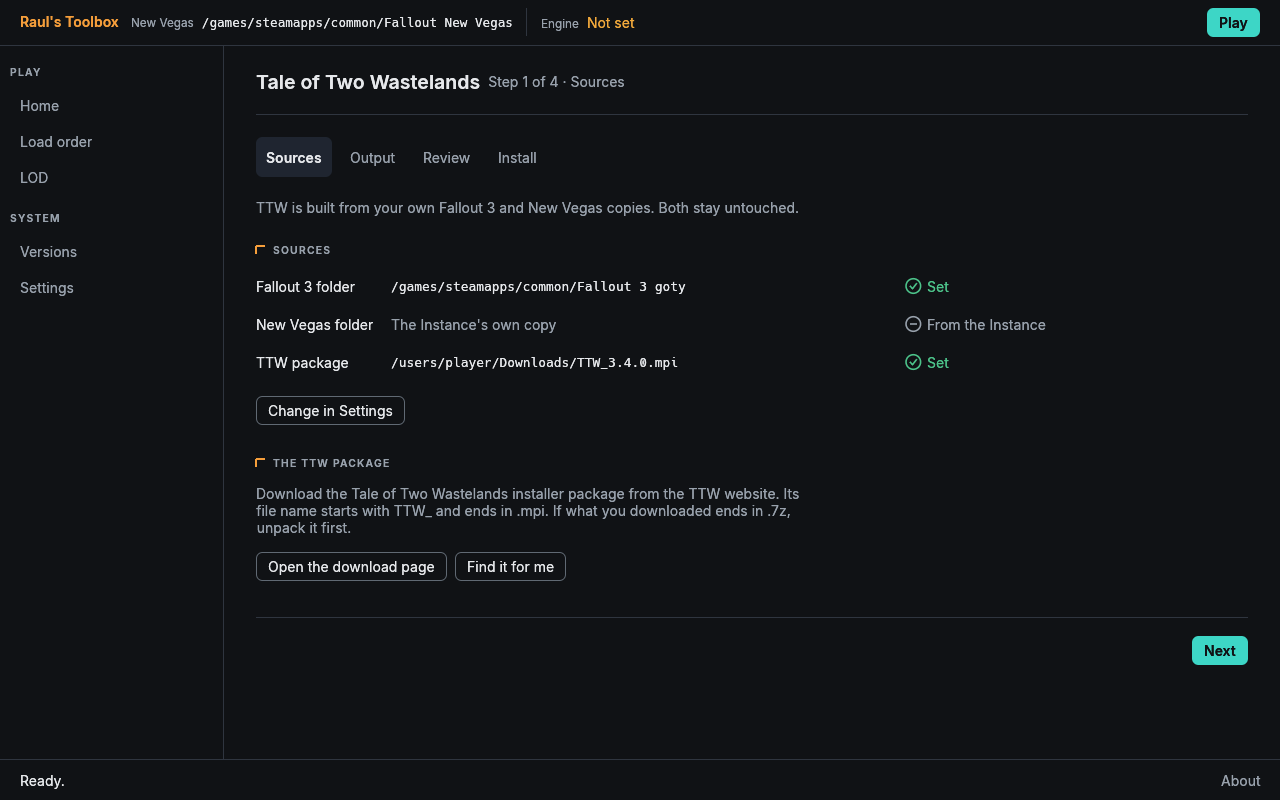 Raul's Toolbox New Vegas /games/steamapps/common/Fallout New Vegas Engine Not set Play
PLAY
Home
Load order
LOD
SYSTEM
Versions
Settings
Tale of Two Wastelands Step 1 of 4 · Sources
Sources Output Review Install
TTW is built from your own Fallout 3 and New Vegas copies. Both stay untouched.
SOURCES
Fallout 3 folder /games/steamapps/common/Fallout 3 goty Set
New Vegas folder The Instance's own copy From the Instance
TTW package /users/player/Downloads/TTW_3.4.0.mpi Set
Change in Settings
THE TTW PACKAGE
Download the Tale of Two Wastelands installer package from the TTW website. Its
file name starts with TTW_ and ends in .mpi. If what you downloaded ends in .7z,
unpack it first.
Open the download page Find it for me
Next
Ready. About